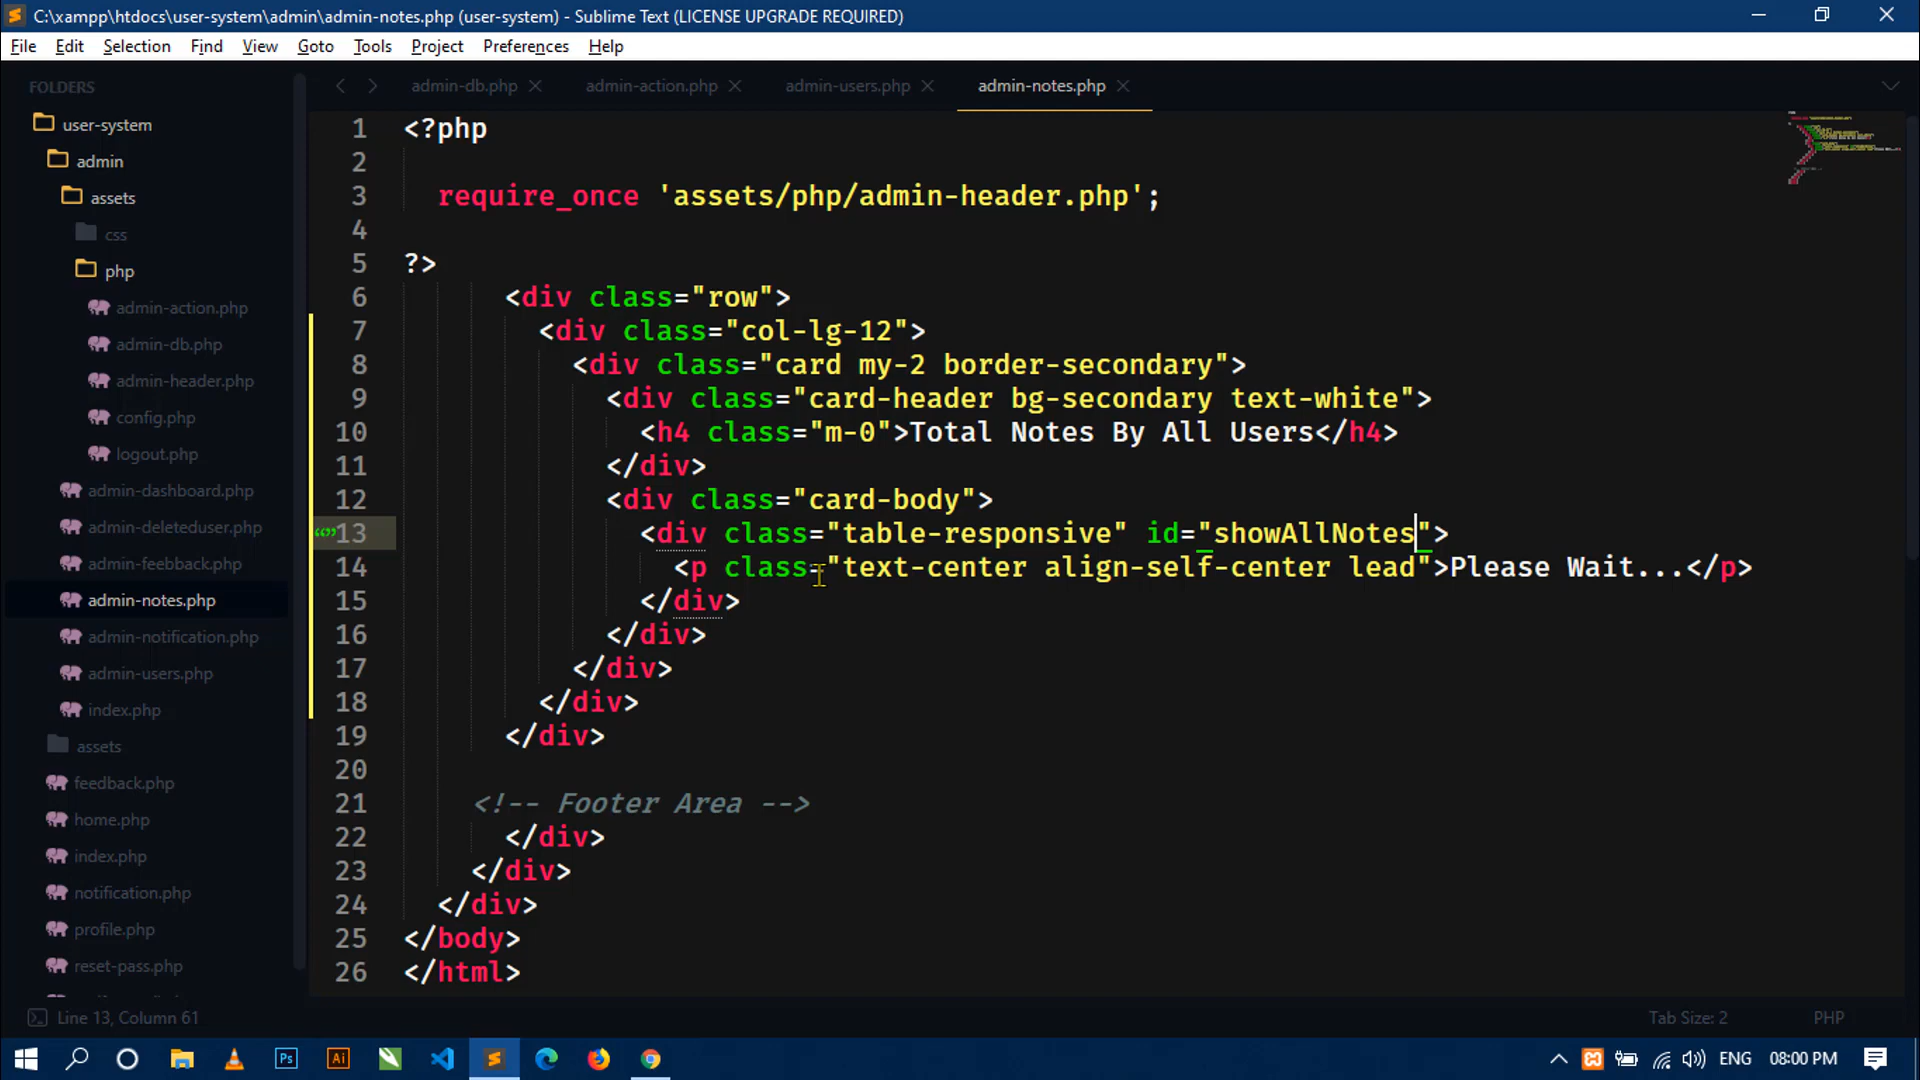 C:\xampp\htdocs\user-system\admin\admin-notes.php (user-system) - Sublime Text (LICENSE UPGRADE REQUIRED)
File Edit Selection Find View Goto Tools Project Preferences Help
FOLDERS
user-system
admin
assets
css
php
admin-action.php
admin-db.php
admin-header.php
config.php
logout.php
admin-dashboard.php
admin-deleteduser.php
admin-feebback.php
admin-notes.php
admin-notification.php
admin-users.php
index.php
assets
feedback.php
home.php
index.php
notification.php
profile.php
reset-pass.php
admin-db.php admin-action.php admin-users.php admin-notes.php
1 <?php
2
3 require_once 'assets/php/admin-header.php';
4
5 ?>
6 <div class="row">
7 <div class="col-lg-12">
8 <div class="card my-2 border-secondary">
9 <div class="card-header bg-secondary text-white">
10 <h4 class="m-0">Total Notes By All Users</h4>
11 </div>
12 <div class="card-body">
13 <div class="table-responsive" id="showAllNotes">
14 <p class="text-center align-self-center lead">Please Wait...</p>
15 </div>
16 </div>
17 </div>
18 </div>
19 </div>
20
21 <!-- Footer Area -->
22 </div>
23 </div>
24 </div>
25 </body>
26 </html>
Line 13, Column 61
Tab Size: 2
PHP
Ps
Ai
ENG
08:00 PM